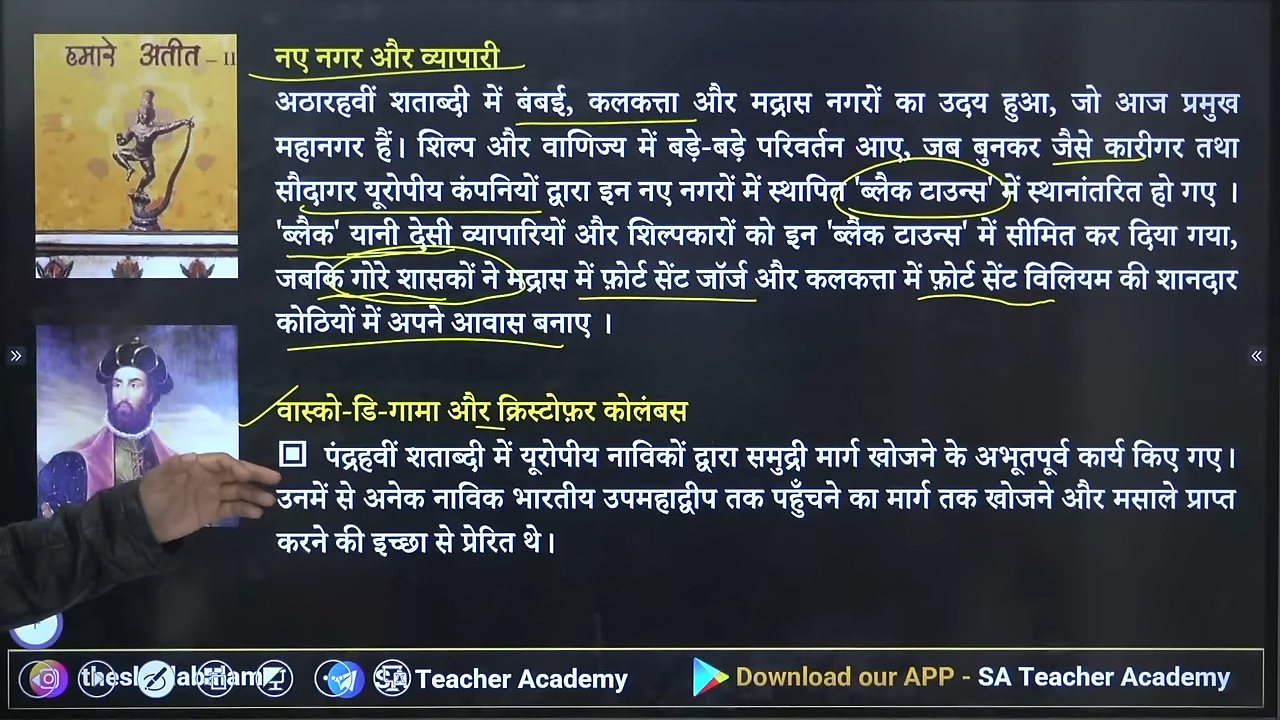 हमारे अतीत – II
नए नगर और व्यापारी
अठारहवीं शताब्दी में बंबई, कलकत्ता और मद्रास नगरों का उदय हुआ, जो आज प्रमुख
महानगर हैं। शिल्प और वाणिज्य में बड़े-बड़े परिवर्तन आए, जब बुनकर जैसे कारीगर तथा
सौदागर यूरोपीय कंपनियों द्वारा इन नए नगरों में स्थापित 'ब्लैक टाउन्स' में स्थानांतरित हो गए ।
'ब्लैक' यानी देसी व्यापारियों और शिल्पकारों को इन 'ब्लैक टाउन्स' में सीमित कर दिया गया,
जबकि गोरे शासकों ने मद्रास में फ़ोर्ट सेंट जॉर्ज और कलकत्ता में फ़ोर्ट सेंट विलियम की शानदार
कोठियों में अपने आवास बनाए ।
वास्को-डि-गामा और क्रिस्टोफ़र कोलंबस
पंद्रहवीं शताब्दी में यूरोपीय नाविकों द्वारा समुद्री मार्ग खोजने के अभूतपूर्व कार्य किए गए।
उनमें से अनेक नाविक भारतीय उपमहाद्वीप तक पहुँचने का मार्ग तक खोजने और मसाले प्राप्त
करने की इच्छा से प्रेरित थे।
Teacher Academy
Download our APP - SA Teacher Academy